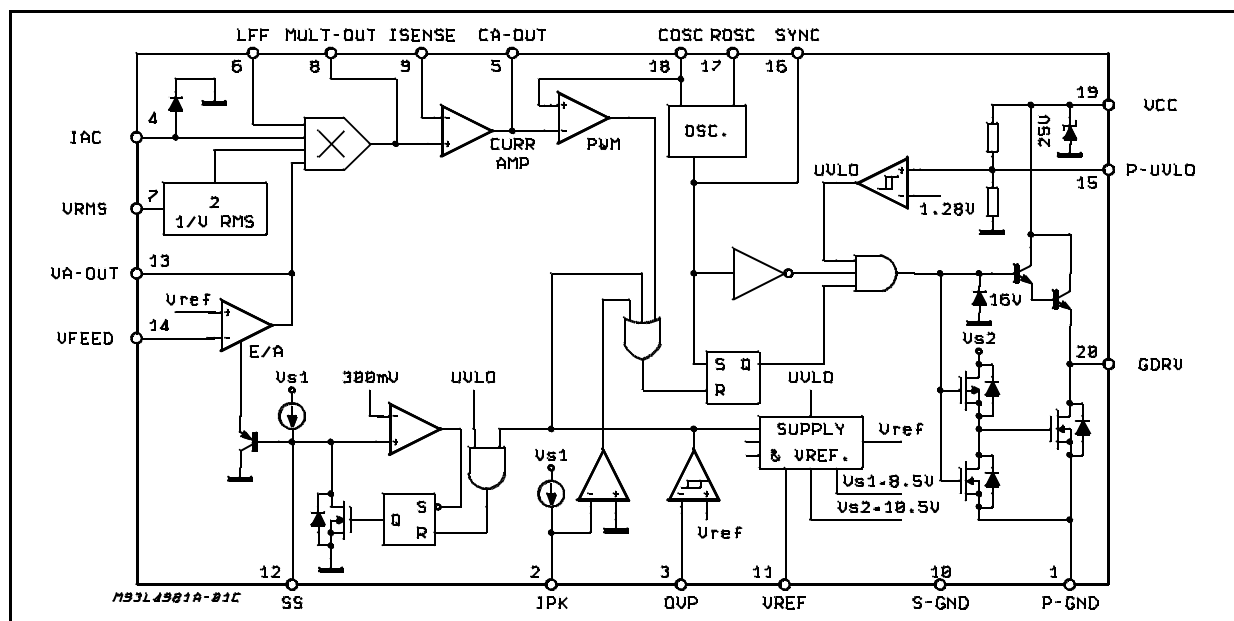 LFF MULT-OUT ISENSE CA-OUT COSC ROSC SYNC
6 8 9 5 18 17 16
4
IAC
7
VRMS
2
1/V RMS
13
VA-OUT
Vref
+
-
14
VFEED
E/A
X
-
+
CURR
AMP
+
-
PWM
OSC.
UVLO
+
-
1.28V
25V
19
VCC
P-UVLO
15
16V
Vs2
20
GDRV
Vs1
300mV
-
+
UVLO
S Q
R
UVLO
SUPPLY
& VREF.
Vref
Vs1=8.5V
Vs2=10.5V
Vs1
- +
- +
Vref
Q S
R
12 2 3 11 10 1
SS IPK OVP VREF S-GND P-GND
M93L4981A-01C